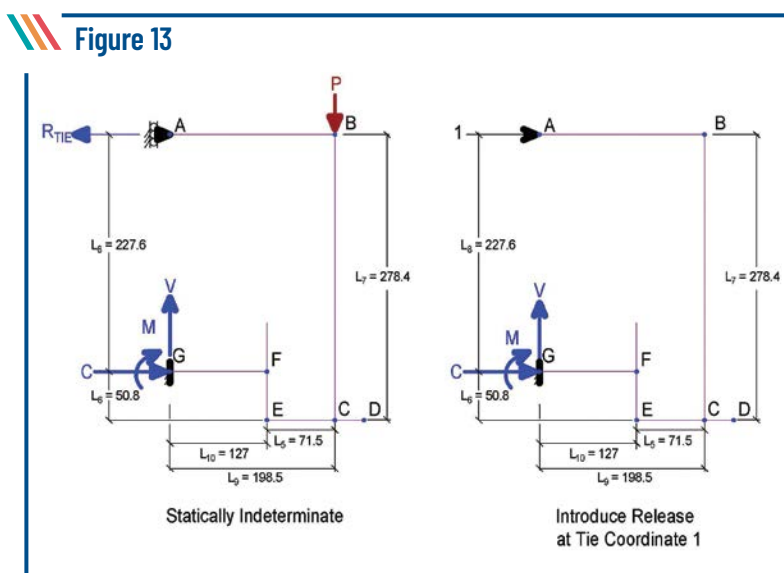 Figure 13
P
R_TIE
A
B
L₆ = 227.6
L₇ = 278.4
V
M
G
C
F
L₆ = 50.8
E
C
D
L₅ = 71.5
L₁₀ = 127
L₉ = 198.5
Statically Indeterminate
1
A
B
L₈ = 227.6
L₇ = 278.4
V
M
G
C
F
L₆ = 50.8
E
C
D
L₅ = 71.5
L₁₀ = 127
L₉ = 198.5
Introduce Release
at Tie Coordinate 1